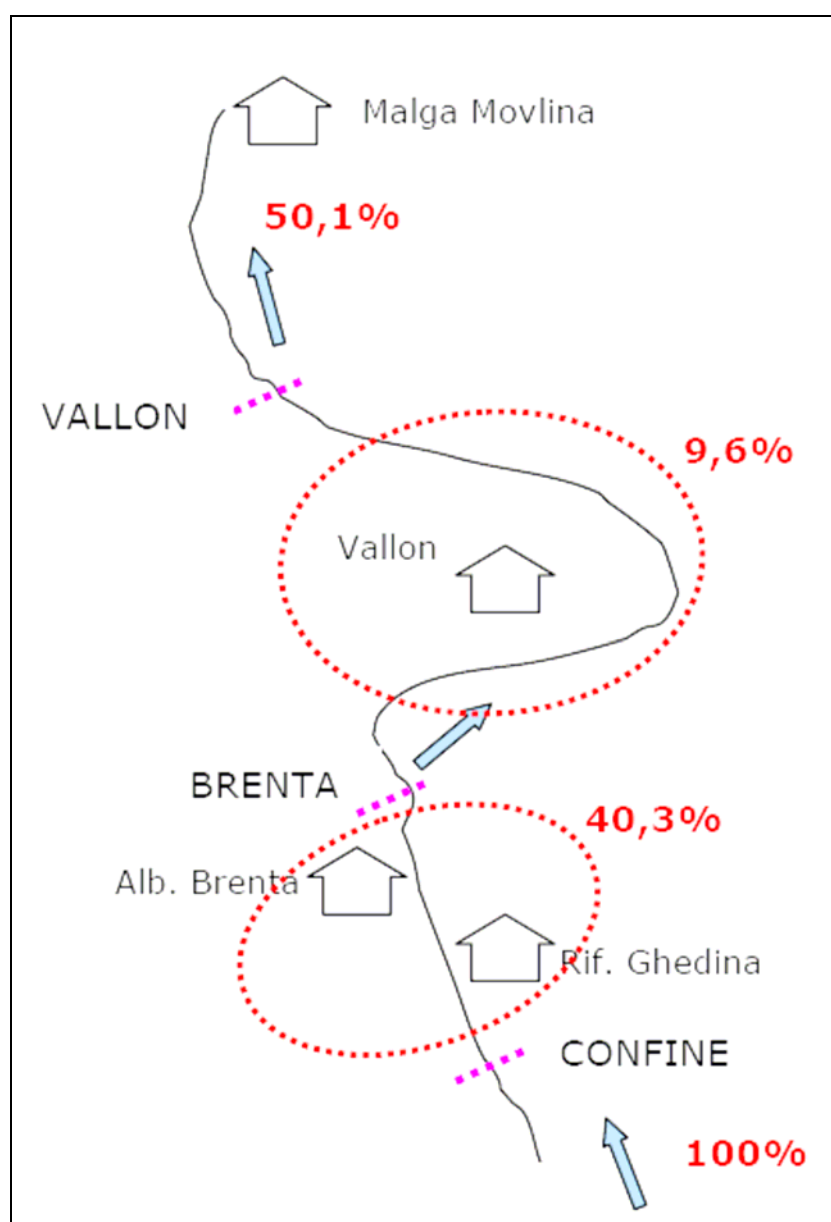 Malga Movlina
50,1%
VALLON
9,6%
Vallon
BRENTA
40,3%
Alb. Brenta
Rif. Ghedina
CONFINE
100%